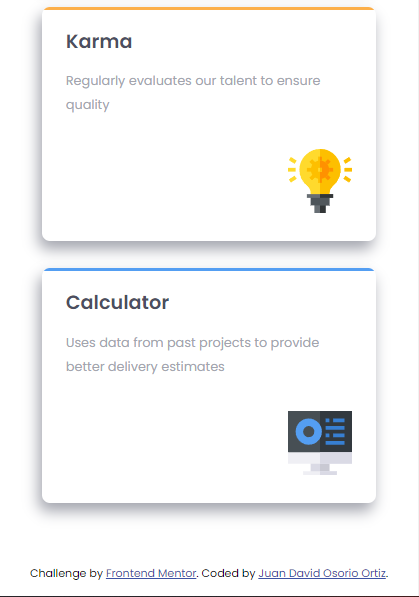 Karma
Regularly evaluates our talent to ensure
quality
Calculator
Uses data from past projects to provide
better delivery estimates
Challenge by Frontend Mentor. Coded by Juan David Osorio Ortiz.